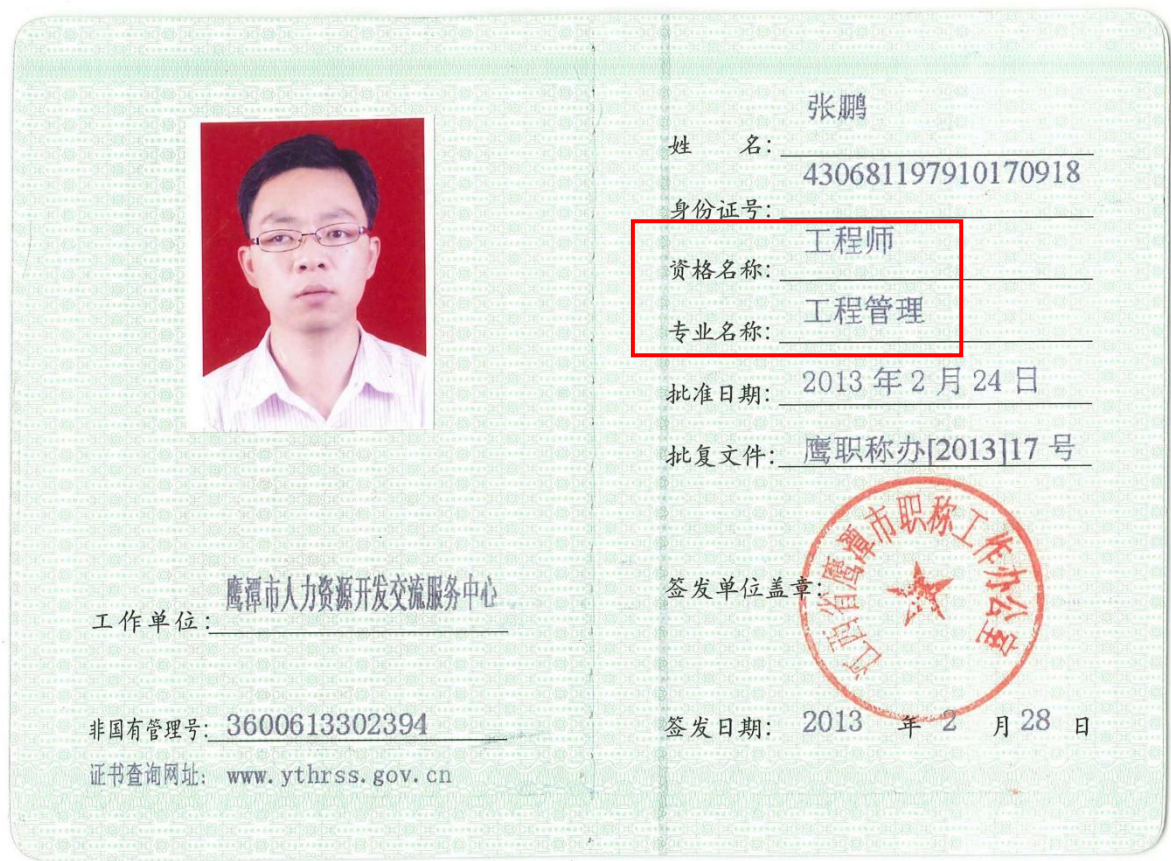 工作单位: 鹰潭市人力资源开发交流服务中心
非国有管理号: 3600613302394
证书查询网址: www.ythrss.gov.cn
姓 名: 张鹏
身份证号: 430681197910170918
资格名称: 工程师
专业名称: 工程管理
批准日期: 2013 年 2 月 24 日
批复文件: 鹰职称办[2013]17 号
签发单位盖章:
江西省鹰潭市职称工作办公室
签发日期: 2013 年 2 月 28 日